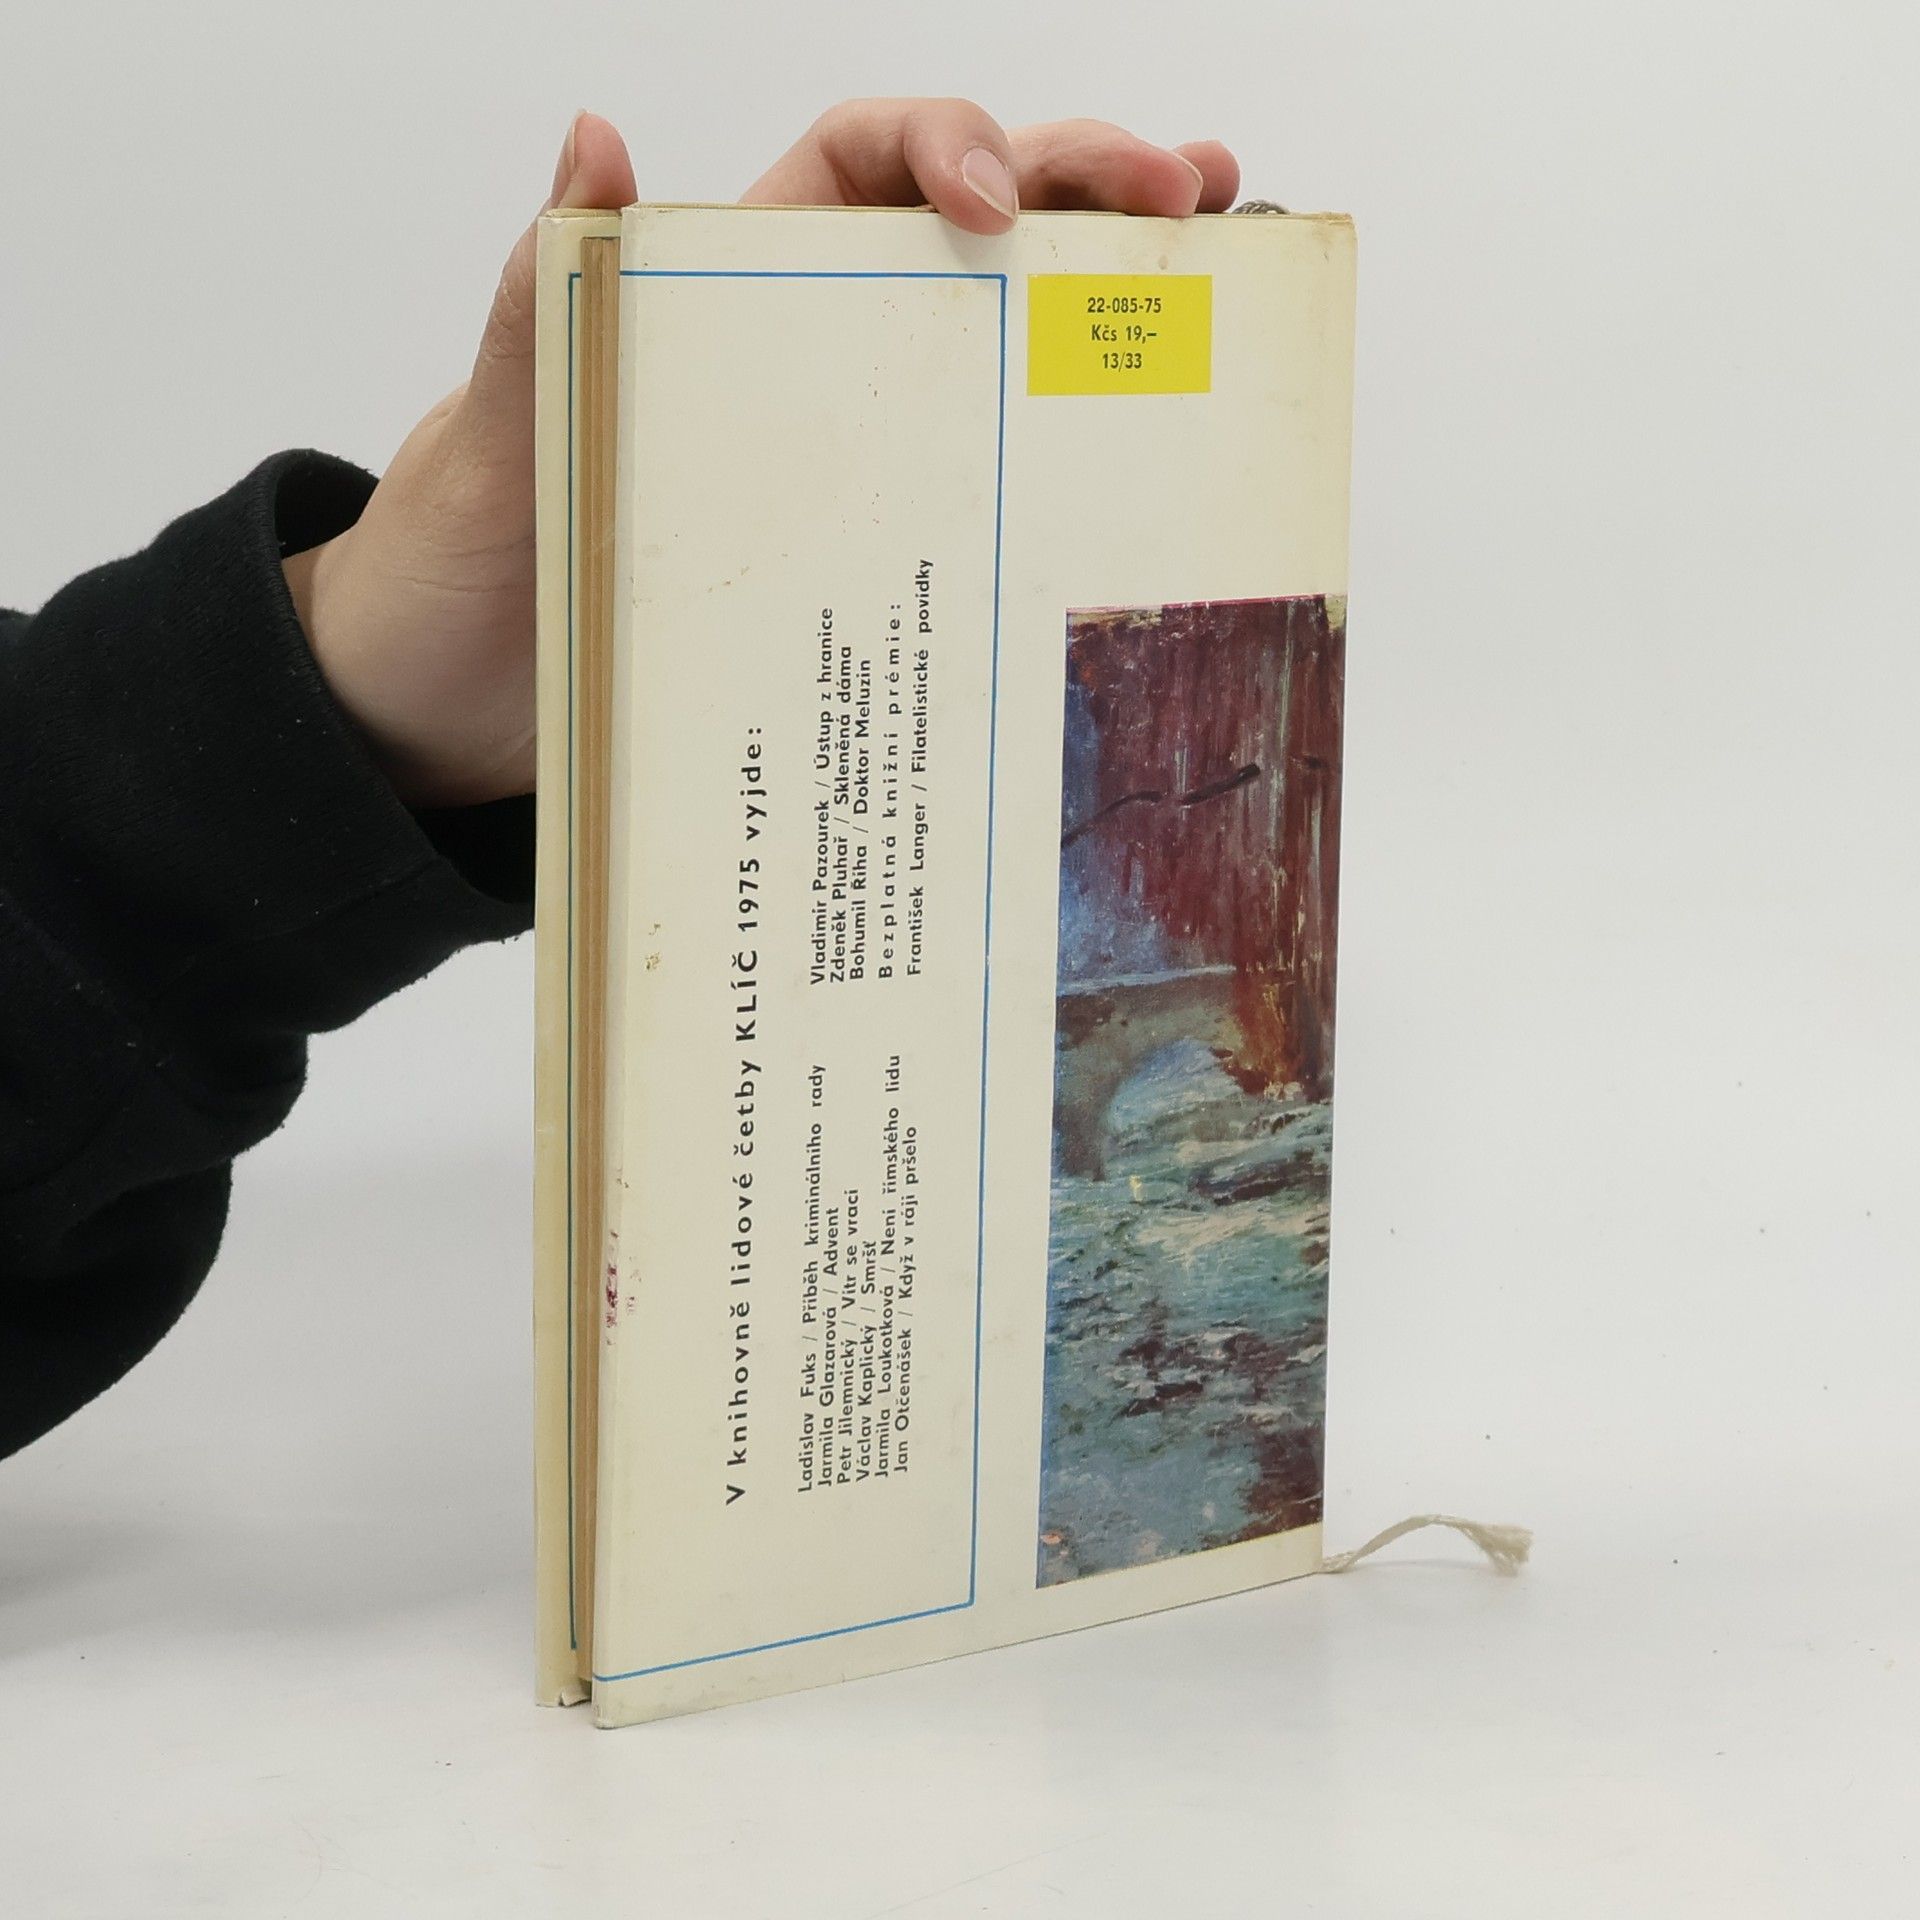 22-085-75
Kčs 19,–
13/33
V knihovně lidové četby KLÍČ 1975 vyjde:
Ladislav Fuks / Příběh kriminálního rady
Jarmila Glazarová / Advent
Petr Jilemnický / Vítr se vrací
Václav Kaplický / Smršť
Jarmila Loukotková / Není římského lidu
Jan Otčenášek / Když v ráji pršelo
Vladimír Pazourek / Ústup z hranice
Zdeněk Pluhař / Skleněná dáma
Bohumil Říha / Doktor Meluzin
Bezplatná knižní prémie:
František Langer / Filatelistické povídky